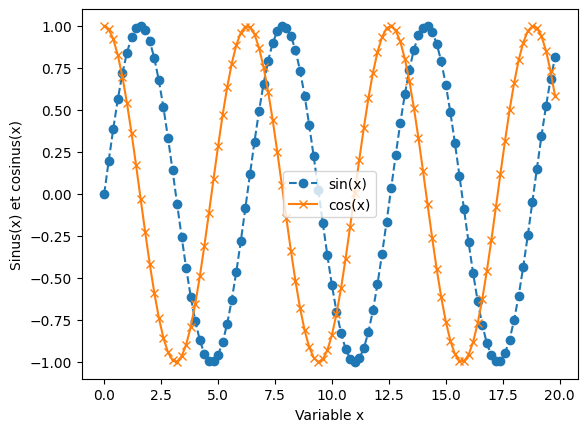 1.00
0.75
0.50
0.25
0.00
−0.25
−0.50
−0.75
−1.00
Sinus(x) et cosinus(x)
sin(x)
cos(x)
0.0 2.5 5.0 7.5 10.0 12.5 15.0 17.5 20.0
Variable x